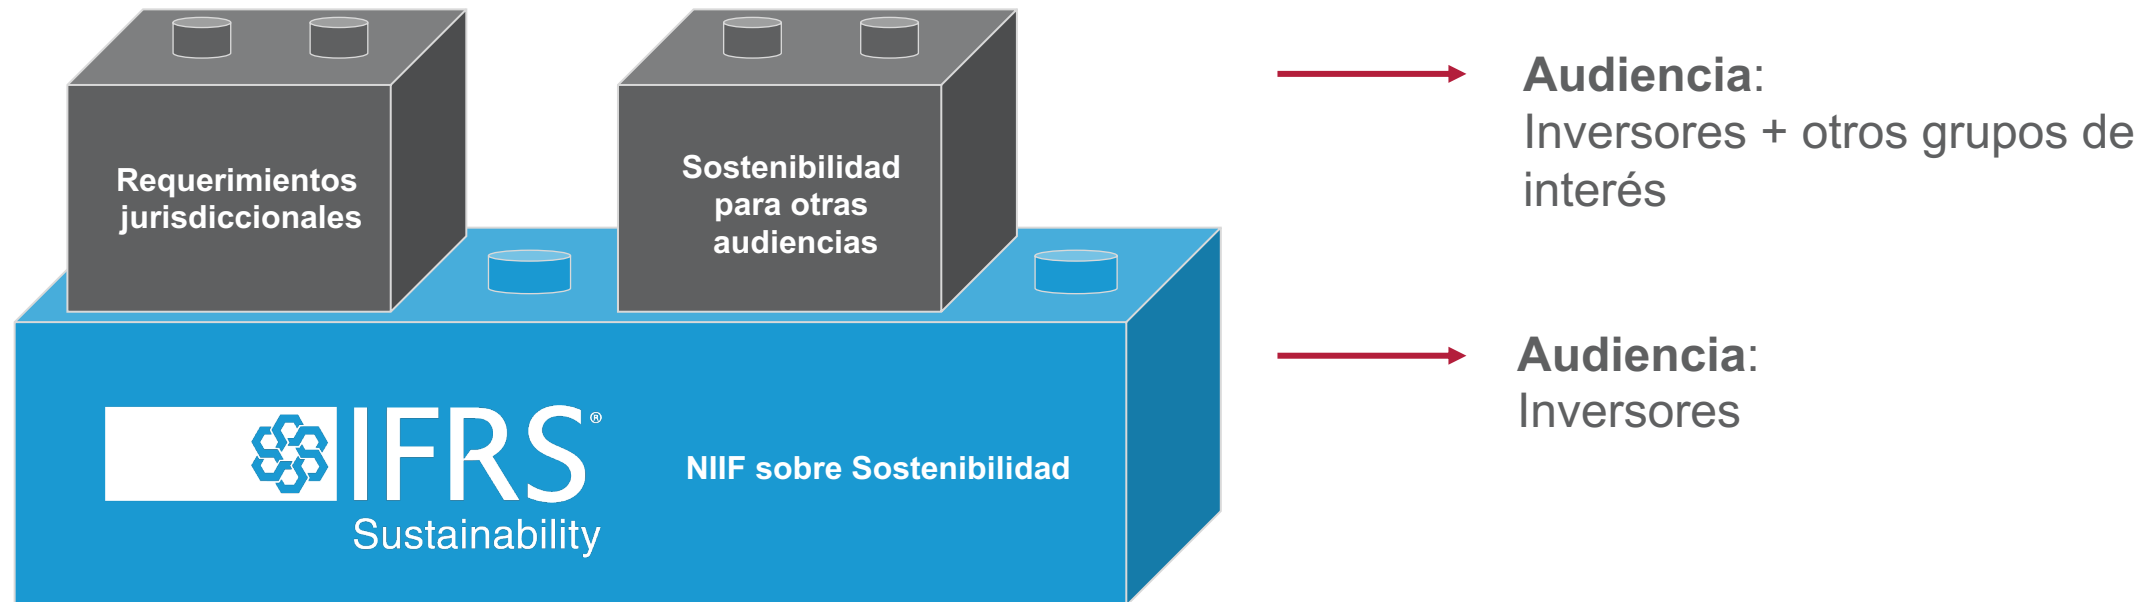 Requerimientos
jurisdiccionales
Sostenibilidad
para otras
audiencias
Audiencia:
Inversores + otros grupos de
interés
IFRS®
Sustainability
NIIF sobre Sostenibilidad
Audiencia:
Inversores